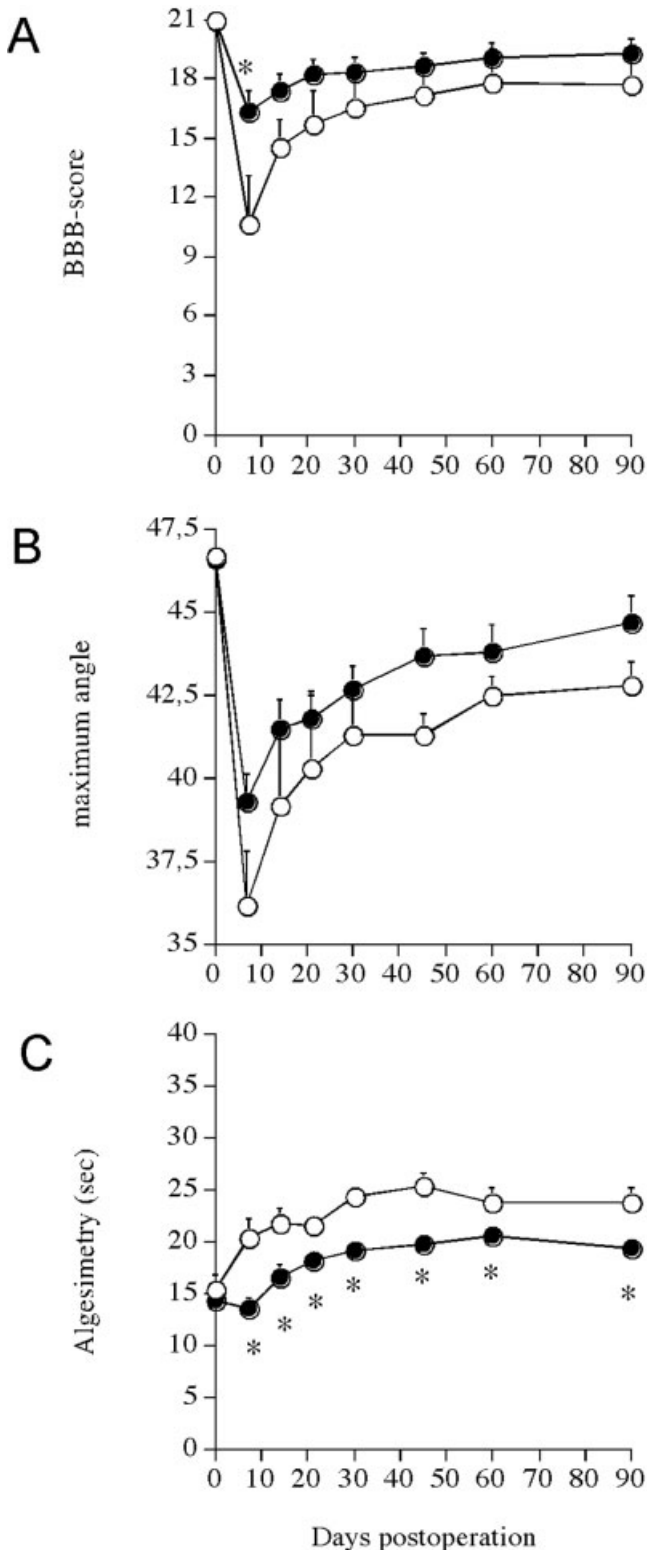 A
BBB-score
21
18
15
12
9
6
3
0
*
0 10 20 30 40 50 60 70 80 90
B
maximum angle
47,5
45
42,5
40
37,5
35
0 10 20 30 40 50 60 70 80 90
C
Algesimetry (sec)
40
35
30
25
20
15
10
5
0
* * * * * * *
0 10 20 30 40 50 60 70 80 90
Days postoperation